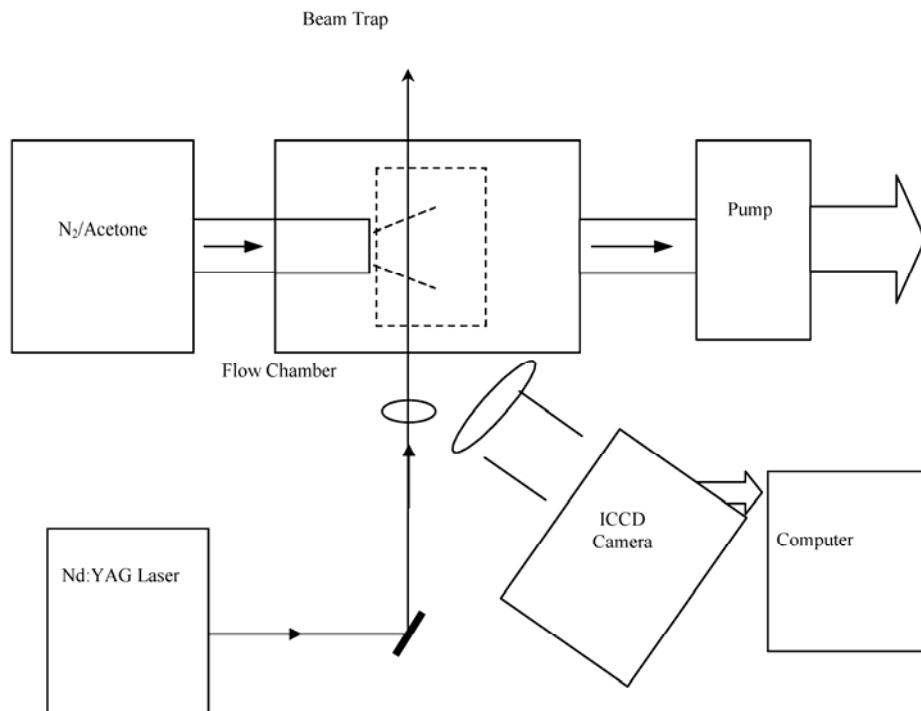 Beam Trap
N₂/Acetone
Pump
Flow Chamber
ICCD
Camera
Computer
Nd:YAG Laser